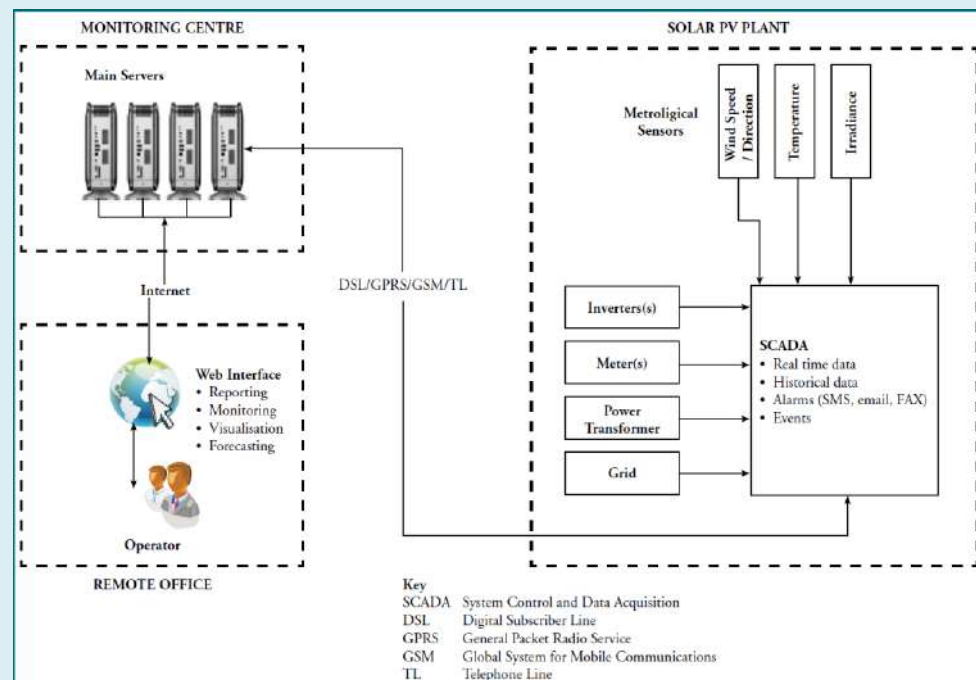 MONITORING CENTRE
Main Servers
Internet
Web Interface
• Reporting
• Monitoring
• Visualisation
• Forecasting
Operator
REMOTE OFFICE
DSL/GPRS/GSM/TL
SOLAR PV PLANT
Metroligical
Sensors
Wind Speed
/ Direction
Temperature
Irradiance
Inverters(s)
Meter(s)
Power
Transformer
Grid
SCADA
• Real time data
• Historical data
• Alarms (SMS, email, FAX)
• Events
Key
SCADA System Control and Data Acquisition
DSL Digital Subscriber Line
GPRS General Packet Radio Service
GSM Global System for Mobile Communications
TL Telephone Line